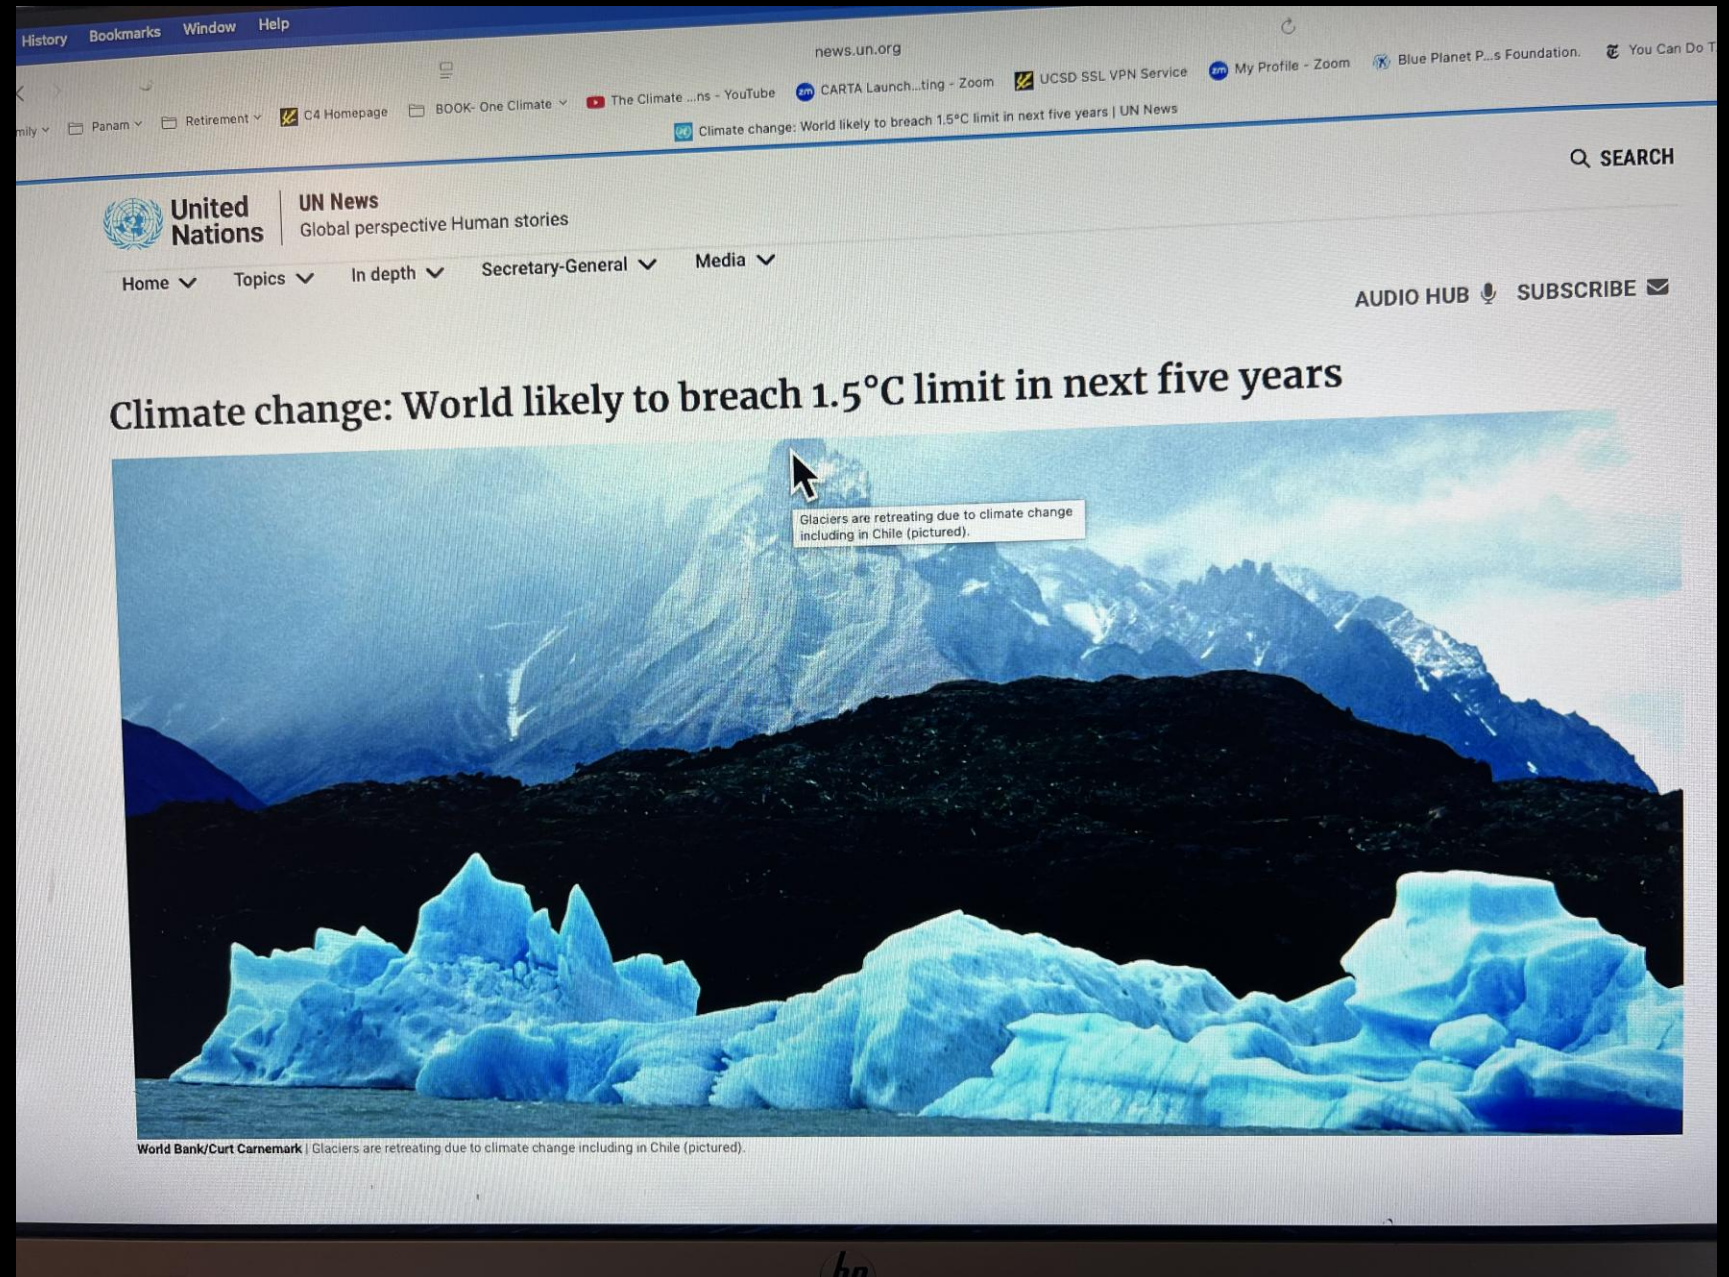 History Bookmarks Window Help
news.un.org
mily Panam Retirement C4 Homepage BOOK- One Climate The Climate ...ns - YouTube CARTA Launch...ting - Zoom UCSD SSL VPN Service My Profile - Zoom Blue Planet P...s Foundation. You Can Do T
Climate change: World likely to breach 1.5°C limit in next five years | UN News
SEARCH
United Nations
UN News
Global perspective Human stories
Home Topics In depth Secretary-General Media
AUDIO HUB SUBSCRIBE
Climate change: World likely to breach 1.5°C limit in next five years
Glaciers are retreating due to climate change
including in Chile (pictured).
World Bank/Curt Carnemark | Glaciers are retreating due to climate change including in Chile (pictured).
hp